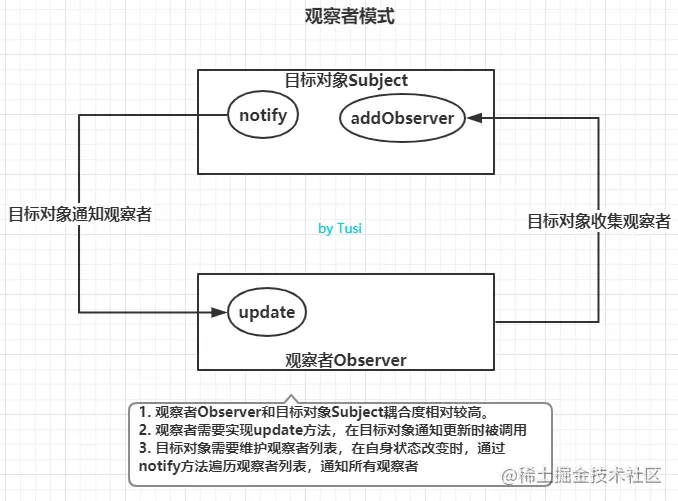 观察者模式
目标对象Subject
notify
addObserver
目标对象通知观察者
目标对象收集观察者
by Tusi
update
观察者Observer
1. 观察者Observer和目标对象Subject耦合度相对较高。
2. 观察者需要实现update方法，在目标对象通知更新时被调用
3. 目标对象需要维护观察者列表，在自身状态改变时，通过
notify方法遍历观察者列表，通知所有观察者
@稀土掘金技术社区